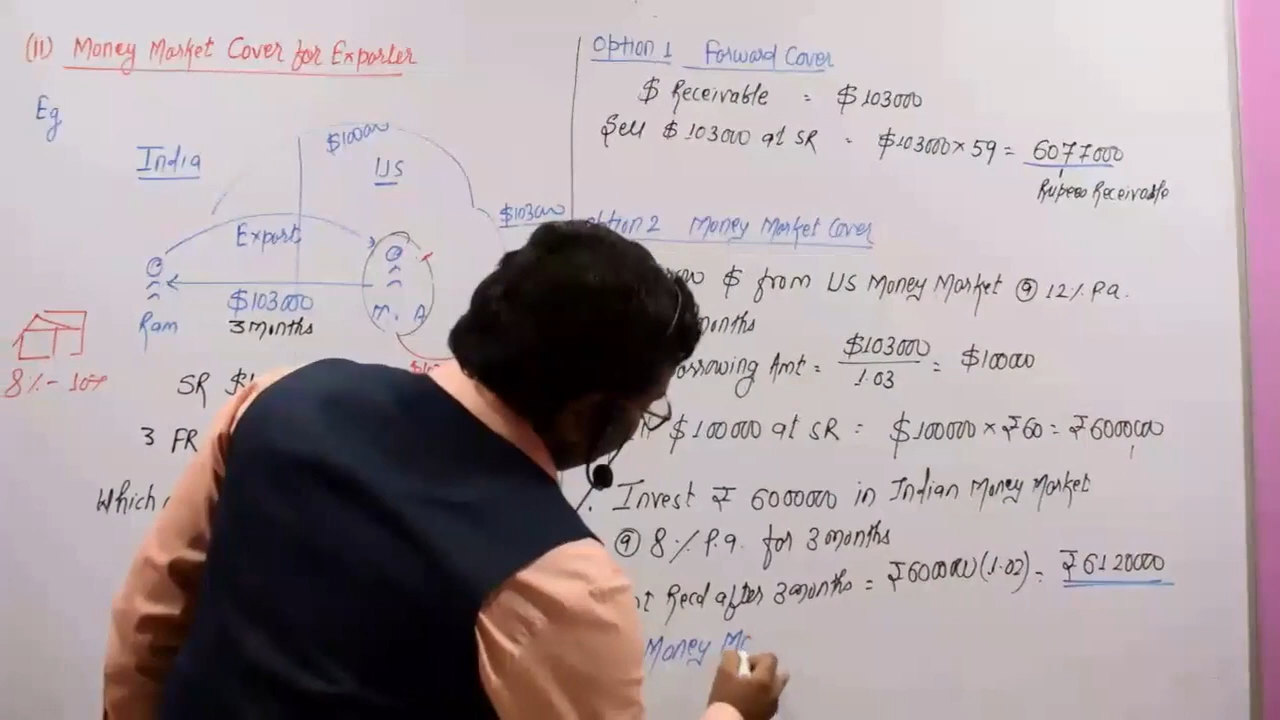 (ii) Money Market Cover for Exporter
Eg
India
US
$100000
Export
$103000
$103000
3 months
Ram
M. A
8%- 10%
SR
3 FR
Which
Option 1 Forward Cover
$ Receivable = $103000
Sell $103000 at SR = $103000×59 = 6077000
Rupees Receivable
Option 2 Money Market Cover
$ from US Money Market @ 12% P.a.
months
Amt = $103000 / 1.03 = $100000
$100000 at SR = $100000 × ₹60 = ₹6000000
Invest ₹ 6000000 in Indian Money Market
@ 8% P.a. for 3 months
Recd after 3 months = ₹6000000(1.02) = ₹6120000
Money Ma